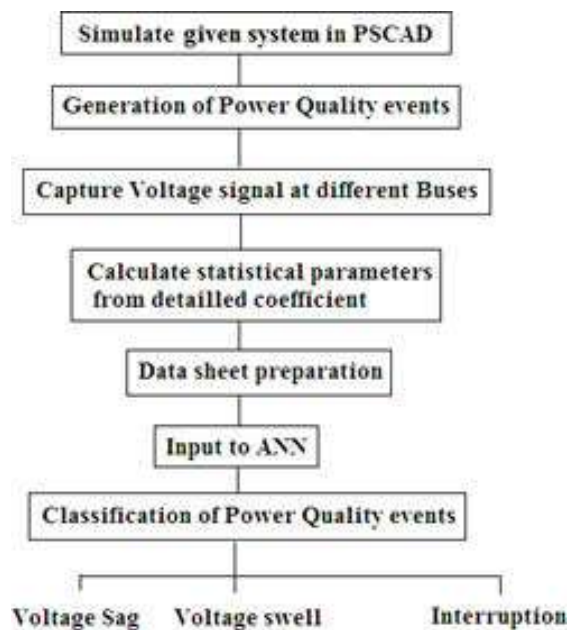 Simulate given system in PSCAD
Generation of Power Quality events
Capture Voltage signal at different Buses
Calculate statistical parameters
from detailled coefficient
Data sheet preparation
Input to ANN
Classification of Power Quality events
Voltage Sag Voltage swell Interruption